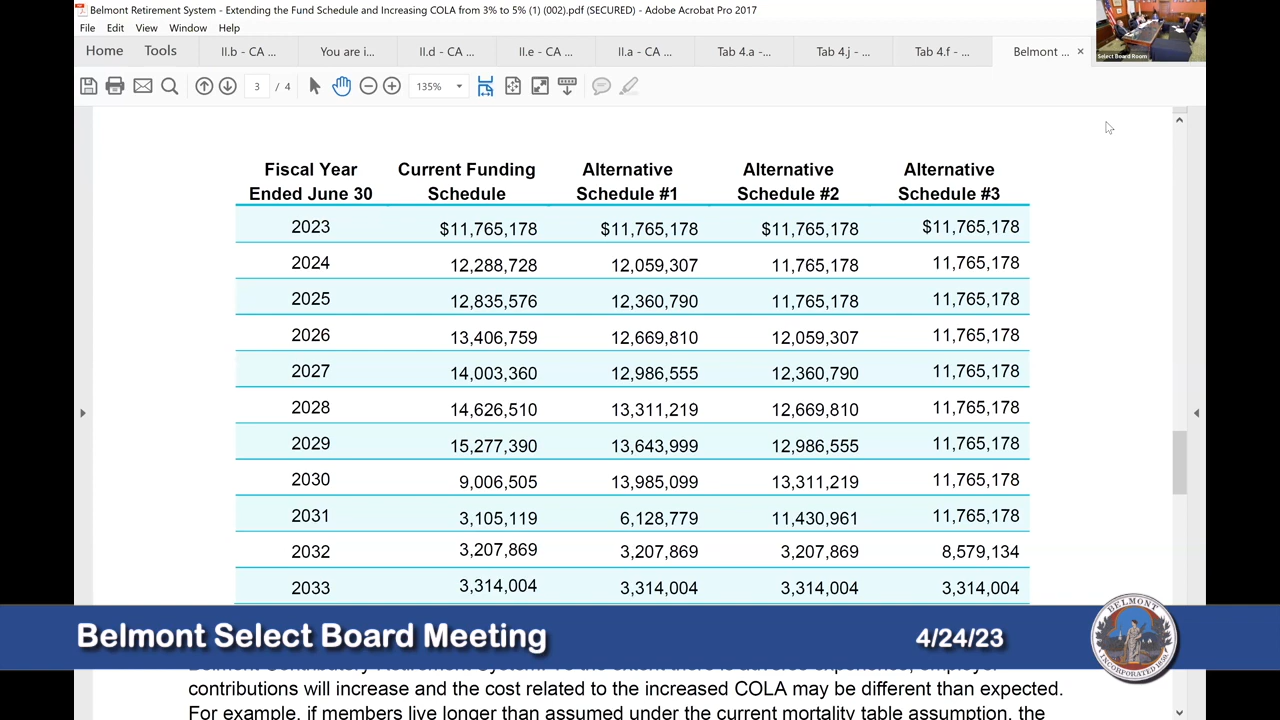 Belmont Retirement System - Extending the Fund Schedule and Increasing COLA from 3% to 5% (1) (002).pdf (SECURED) - Adobe Acrobat Pro 2017
File Edit View Window Help
Home Tools II.b - CA ... You are i... II.d - CA ... II.e - CA ... II.a - CA ... Tab 4.a -... Tab 4.j -... Tab 4.f -... Belmont ... ×
Select Board Room
3 / 4 135%
Fiscal Year Current Funding Alternative Alternative Alternative
Ended June 30 Schedule Schedule #1 Schedule #2 Schedule #3
2023 $11,765,178 $11,765,178 $11,765,178 $11,765,178
2024 12,288,728 12,059,307 11,765,178 11,765,178
2025 12,835,576 12,360,790 11,765,178 11,765,178
2026 13,406,759 12,669,810 12,059,307 11,765,178
2027 14,003,360 12,986,555 12,360,790 11,765,178
2028 14,626,510 13,311,219 12,669,810 11,765,178
2029 15,277,390 13,643,999 12,986,555 11,765,178
2030 9,006,505 13,985,099 13,311,219 11,765,178
2031 3,105,119 6,128,779 11,430,961 11,765,178
2032 3,207,869 3,207,869 3,207,869 8,579,134
2033 3,314,004 3,314,004 3,314,004 3,314,004
Belmont Select Board Meeting 4/24/23
BELMONT
INCORPORATED 1859
contributions will increase and the cost related to the increased COLA may be different than expected.
For example, if members live longer than assumed under the current mortality table assumption, the